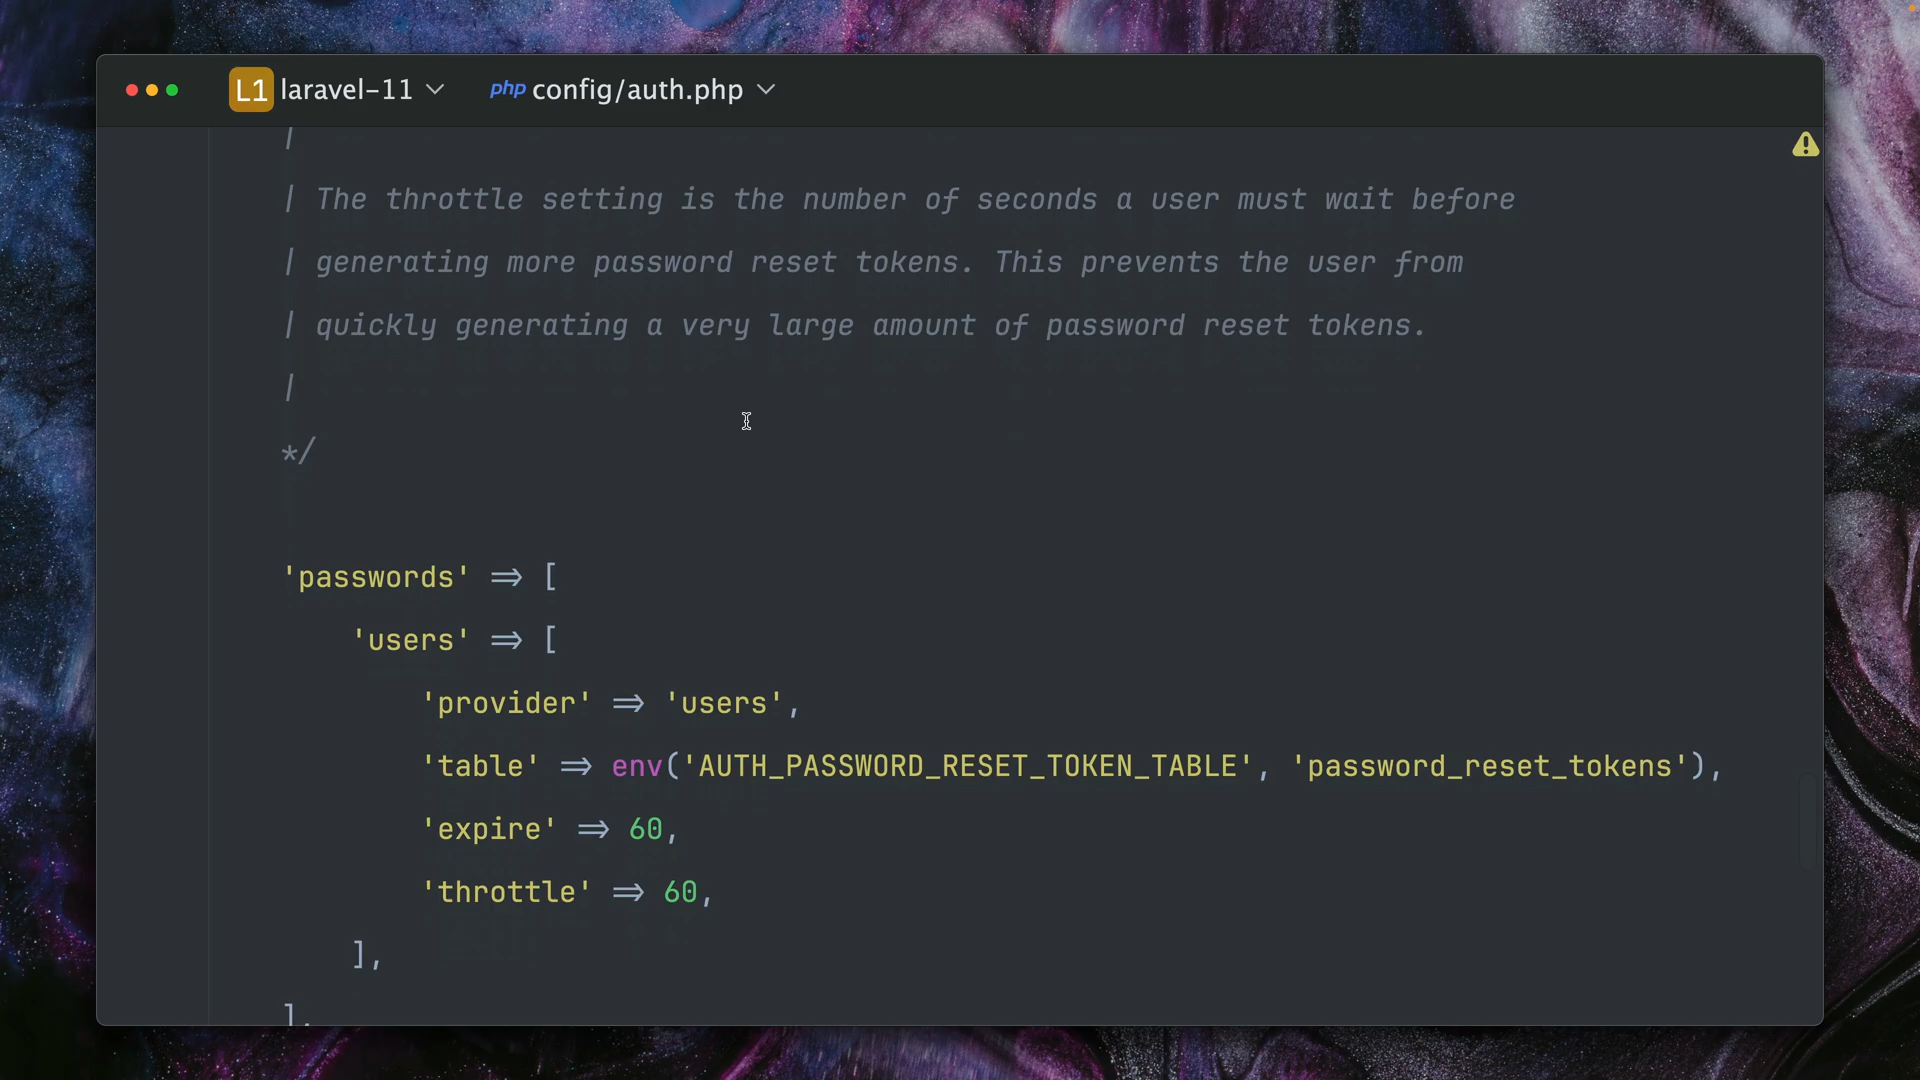 L1 laravel-11 php config/auth.php
|
| The throttle setting is the number of seconds a user must wait before
| generating more password reset tokens. This prevents the user from
| quickly generating a very large amount of password reset tokens.
|
*/
'passwords' => [
'users' => [
'provider' => 'users',
'table' => env('AUTH_PASSWORD_RESET_TOKEN_TABLE', 'password_reset_tokens'),
'expire' => 60,
'throttle' => 60,
],
],